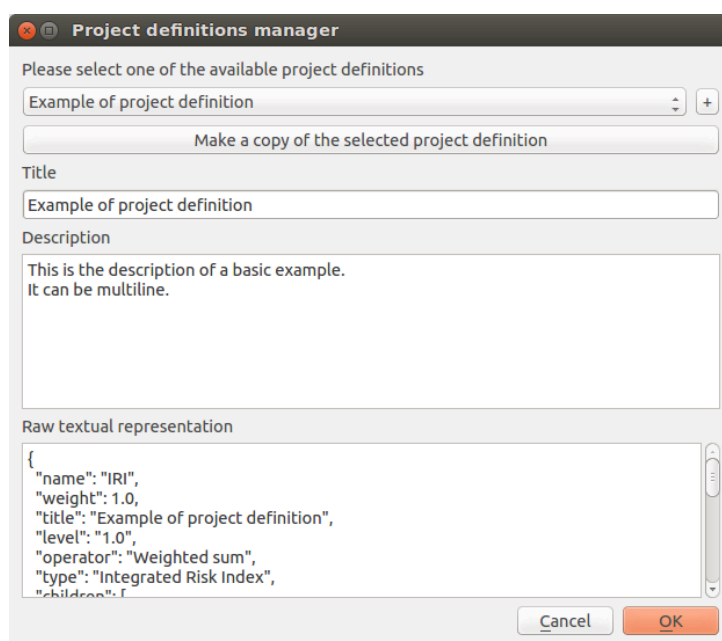 Project definitions manager
Please select one of the available project definitions
Example of project definition
+
Make a copy of the selected project definition
Title
Example of project definition
Description
This is the description of a basic example.
It can be multiline.
Raw textual representation
{
"name": "IRI",
"weight": 1.0,
"title": "Example of project definition",
"level": "1.0",
"operator": "Weighted sum",
"type": "Integrated Risk Index",
"children": [
Cancel
OK